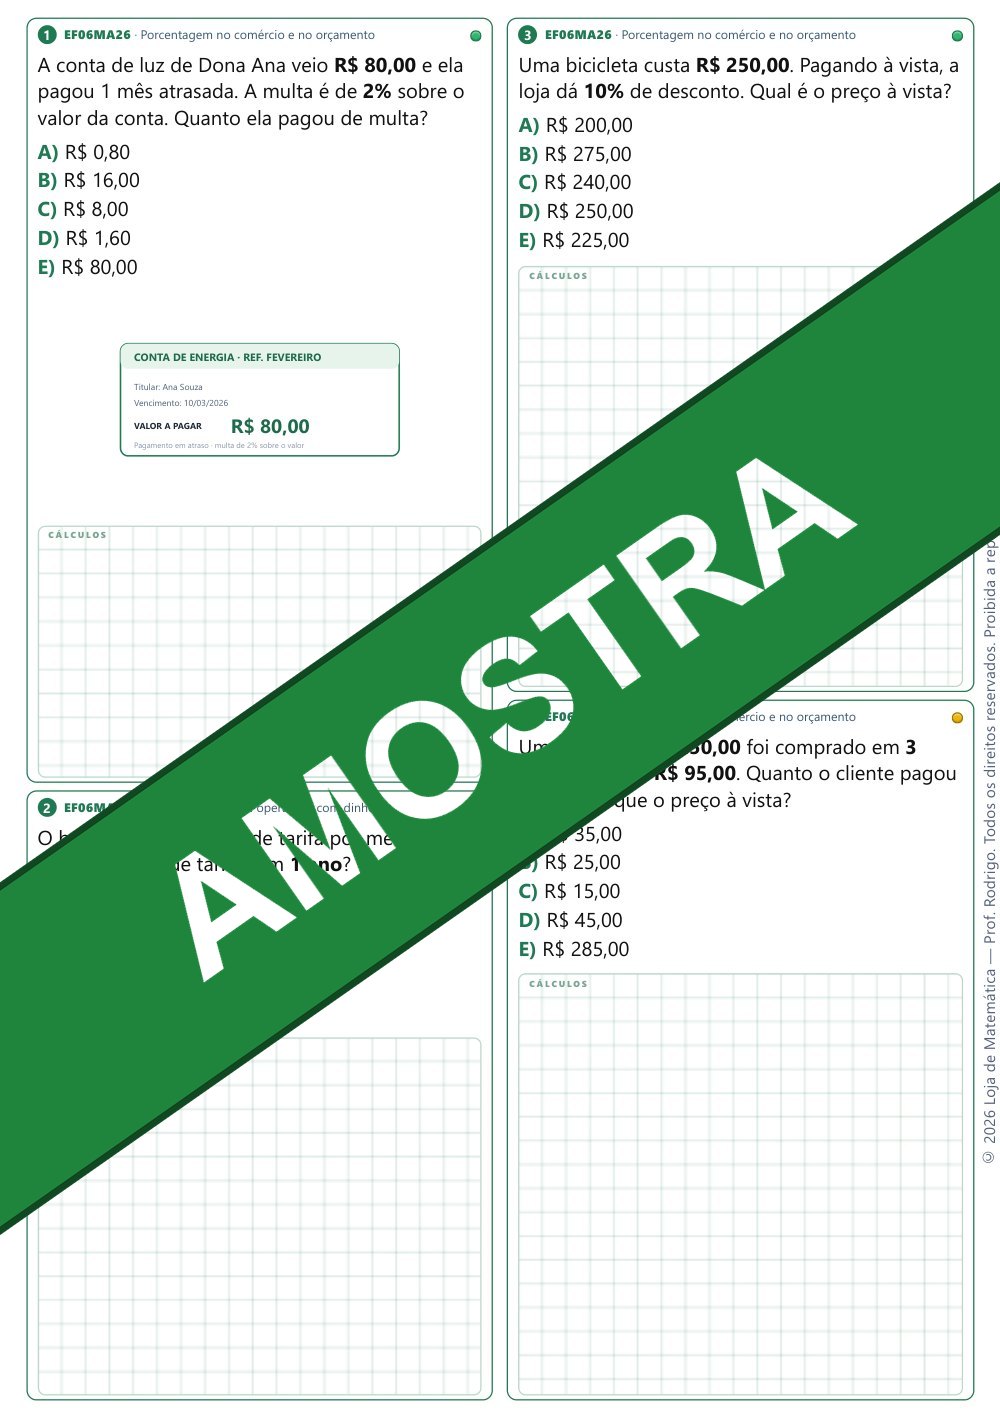 1 EF06MA26 · Porcentagem no comércio e no orçamento
A conta de luz de Dona Ana veio R$ 80,00 e ela
pagou 1 mês atrasada. A multa é de 2% sobre o
valor da conta. Quanto ela pagou de multa?
A) R$ 0,80
B) R$ 16,00
C) R$ 8,00
D) R$ 1,60
E) R$ 80,00
CONTA DE ENERGIA · REF. FEVEREIRO
Titular: Ana Souza
Vencimento: 10/03/2026
VALOR A PAGAR R$ 80,00
Pagamento em atraso · multa de 2% sobre o valor
CÁLCULOS
2
O
de tarifa
3 EF06MA26 · Porcentagem no comércio e no orçamento
Uma bicicleta custa R$ 250,00. Pagando à vista, a
loja dá 10% de desconto. Qual é o preço à vista?
A) R$ 200,00
B) R$ 275,00
C) R$ 240,00
D) R$ 250,00
E) R$ 225,00
CÁLCULOS
e no orçamento
foi comprado em 3
R$ 95,00. Quanto o cliente pagou
que o preço à vista?
35,00
R$ 25,00
C) R$ 15,00
D) R$ 45,00
E) R$ 285,00
CÁLCULOS
AMOSTRA
© 2026 Loja de Matemática — Prof. Rodrigo. Todos os direitos reservados. Proibida a